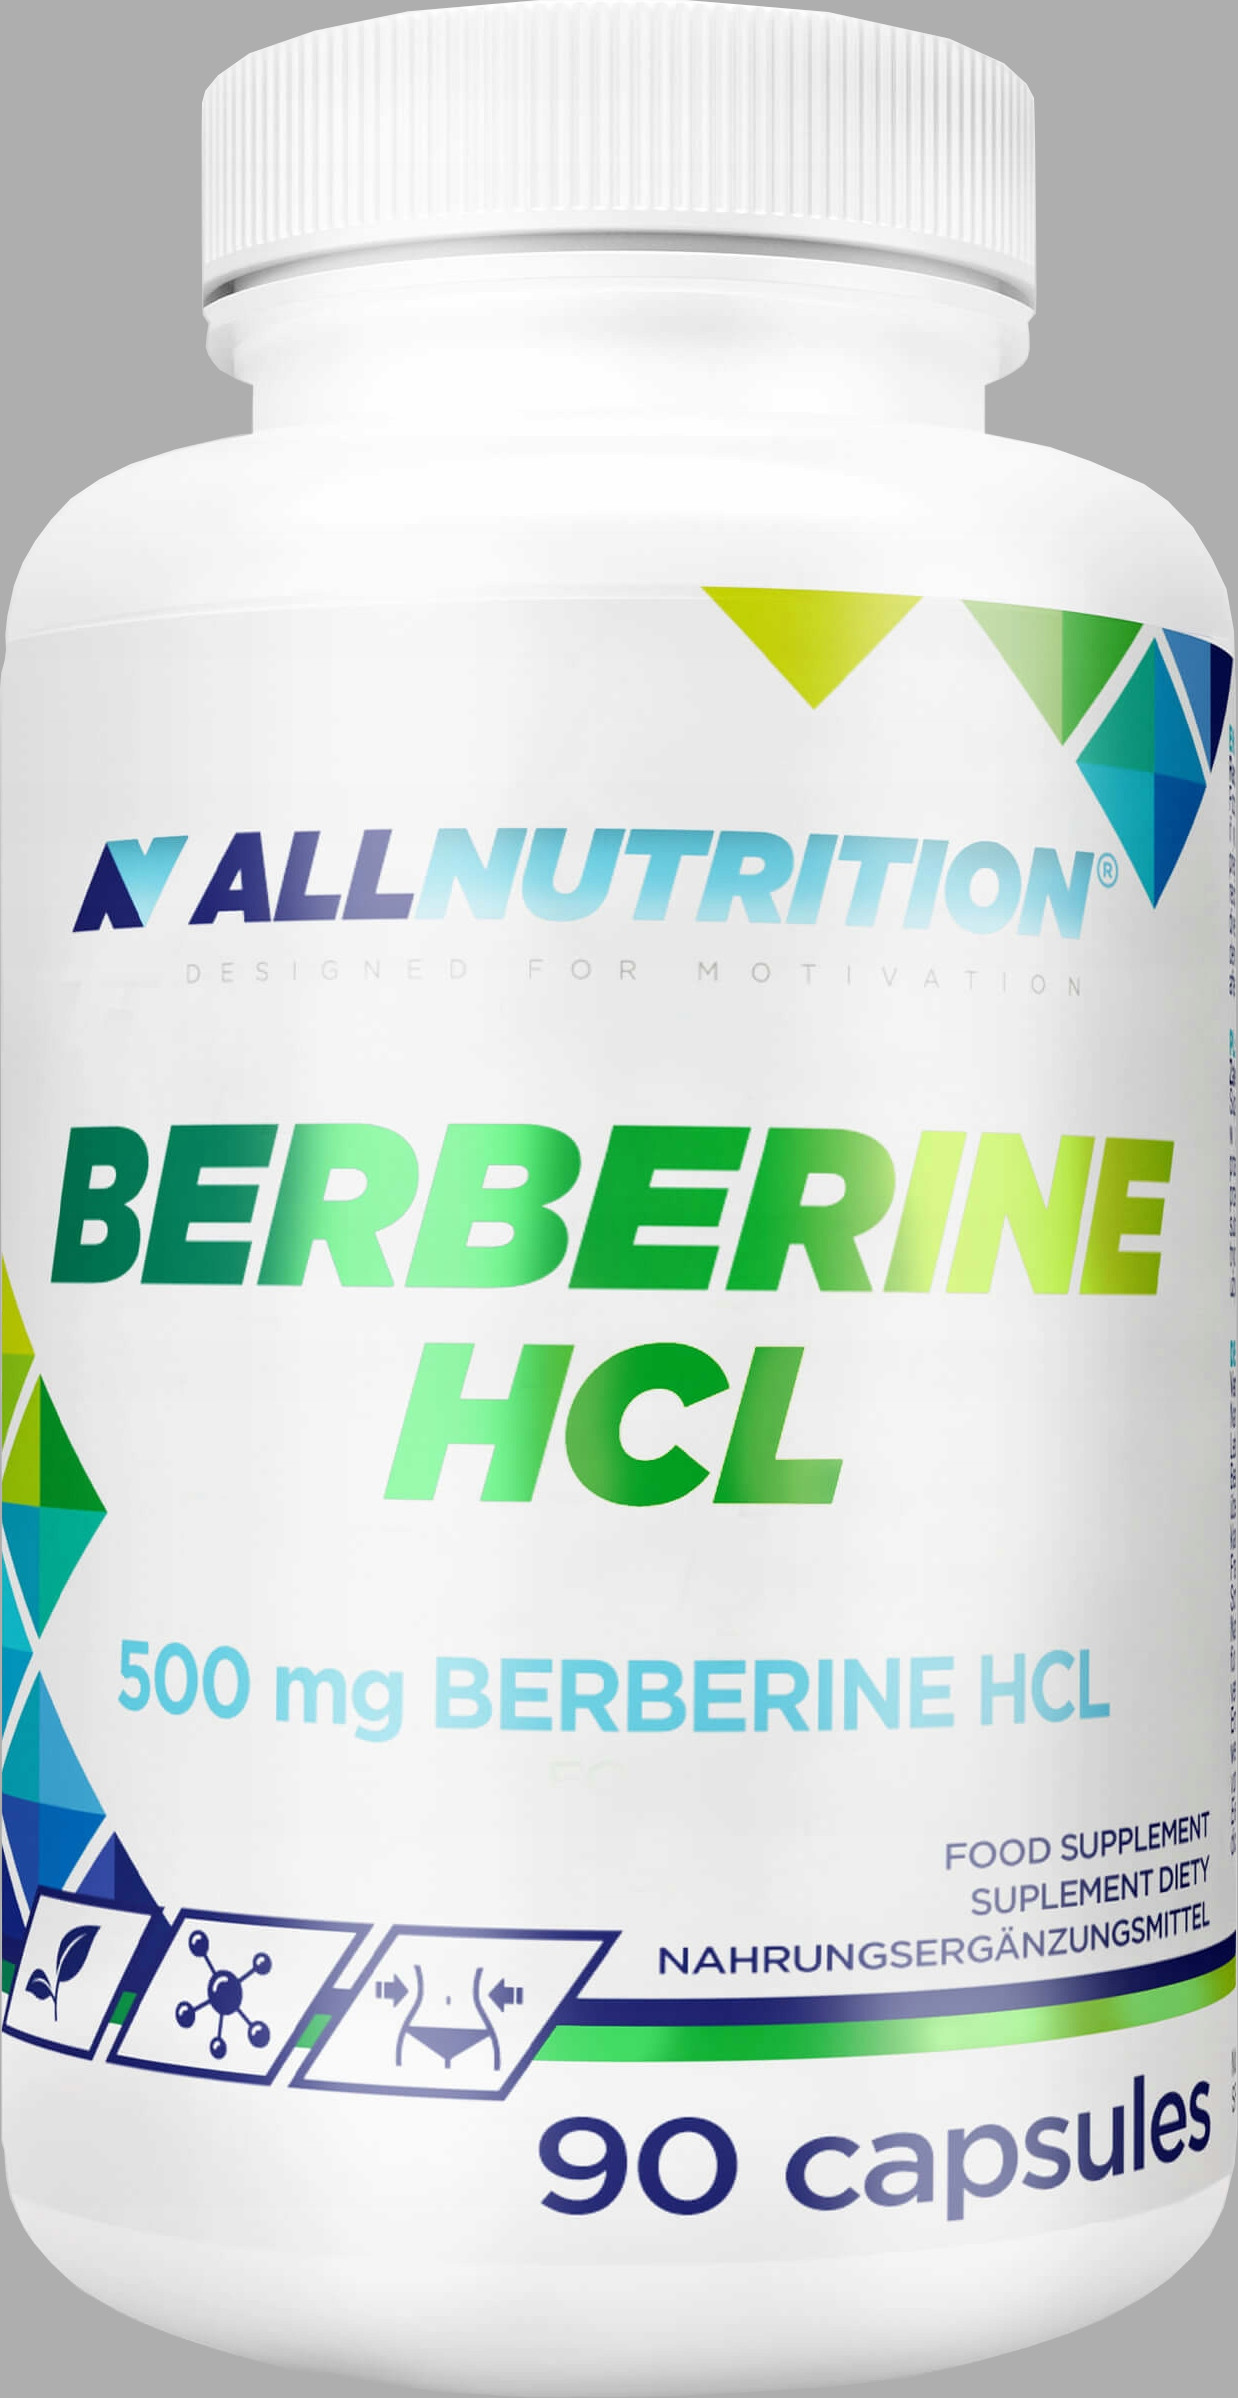 ALLNUTRITION®
DESIGNED FOR MOTIVATION
BERBERINE
HCL
500 mg BERBERINE HCL
FOOD SUPPLEMENT
SUPLEMENT DIETY
NAHRUNGSERGÄNZUNGSMITTEL
90 capsules